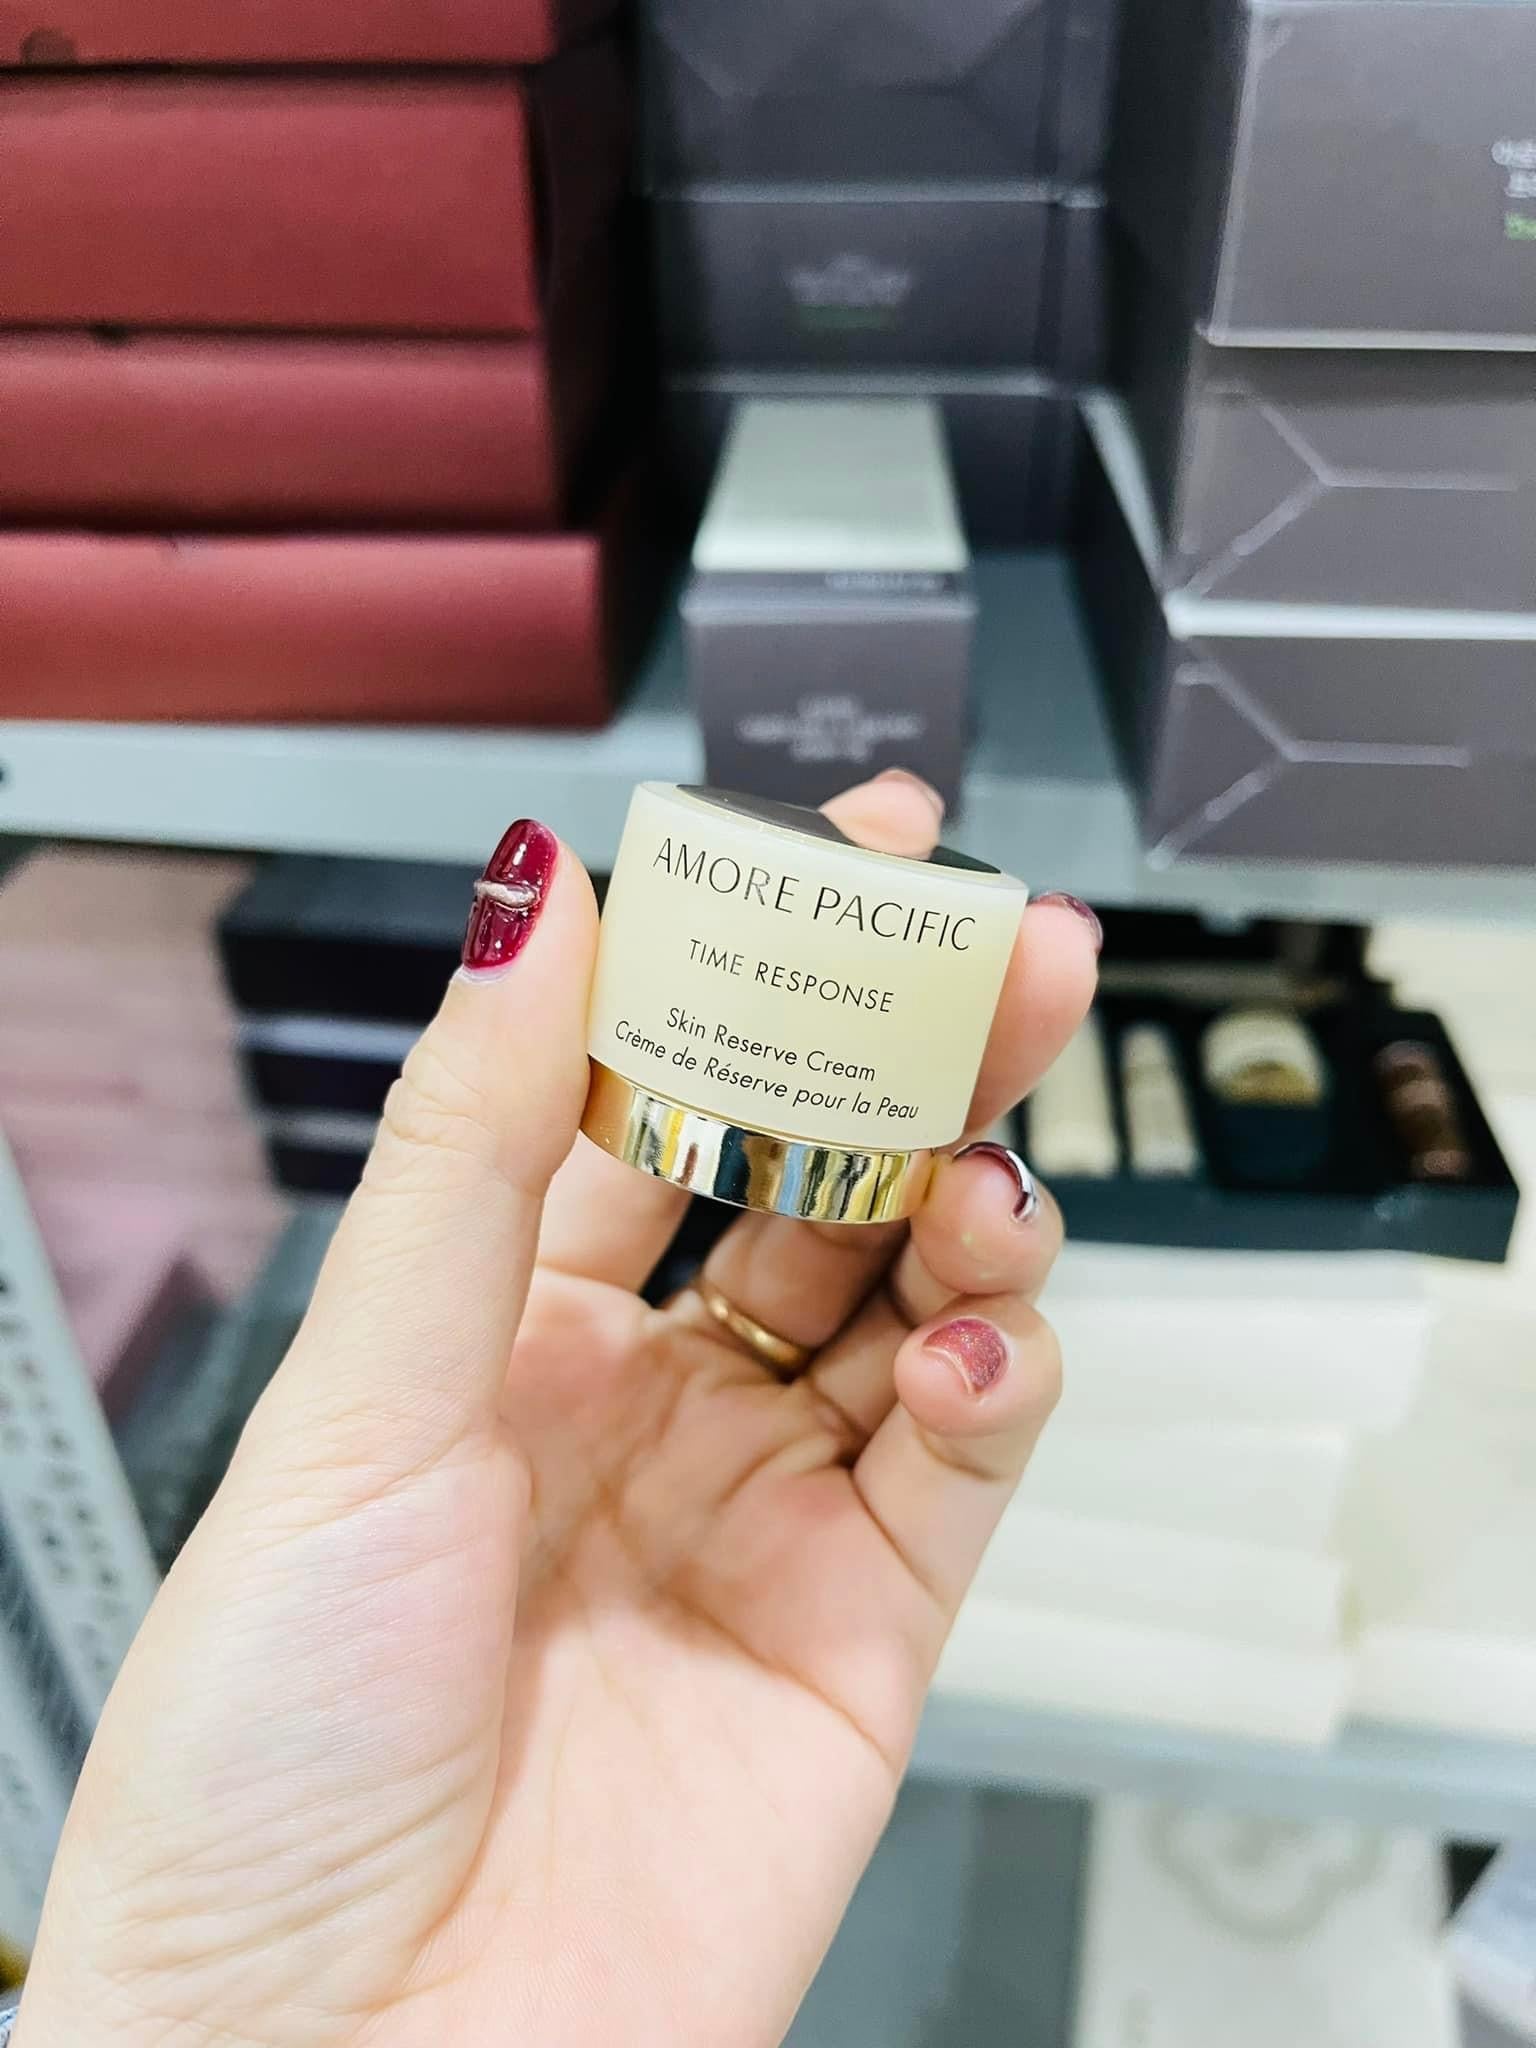 AMORE PACIFIC
TIME RESPONSE
Skin Reserve Cream
Crème de Réserve pour la Peau